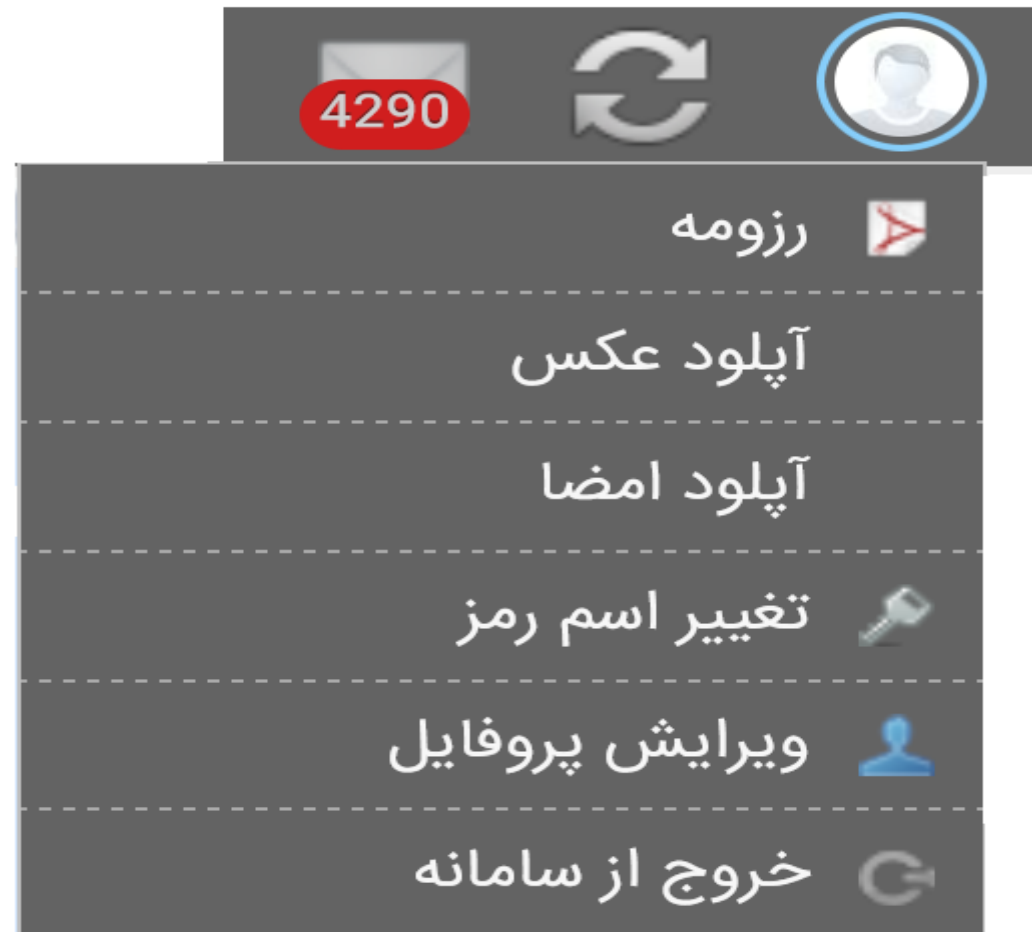 4290
رزومه
آپلود عکس
آپلود امضا
تغییر اسم رمز
ویرایش پروفایل
خروج از سامانه